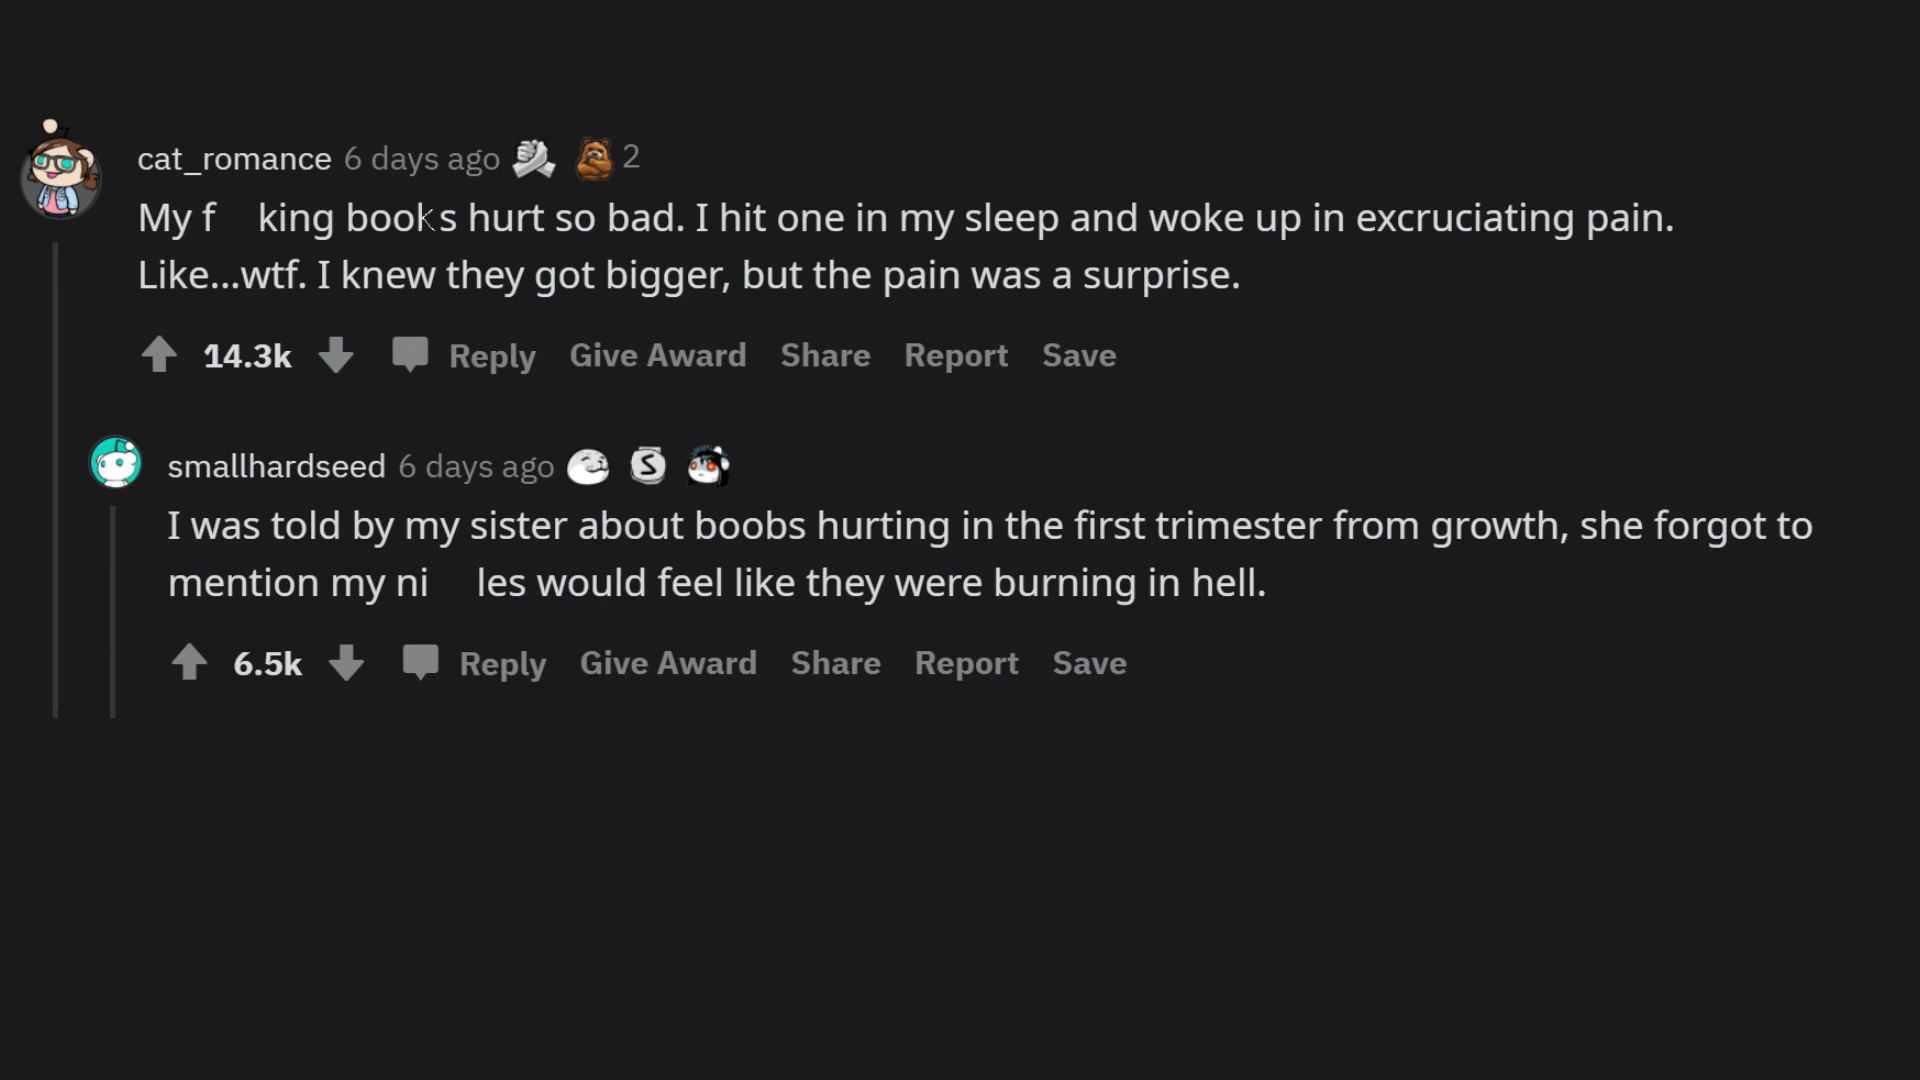 cat_romance 6 days ago 2
My f king books hurt so bad. I hit one in my sleep and woke up in excruciating pain.
Like...wtf. I knew they got bigger, but the pain was a surprise.
14.3k Reply Give Award Share Report Save
smallhardseed 6 days ago S
I was told by my sister about boobs hurting in the first trimester from growth, she forgot to
mention my ni les would feel like they were burning in hell.
6.5k Reply Give Award Share Report Save